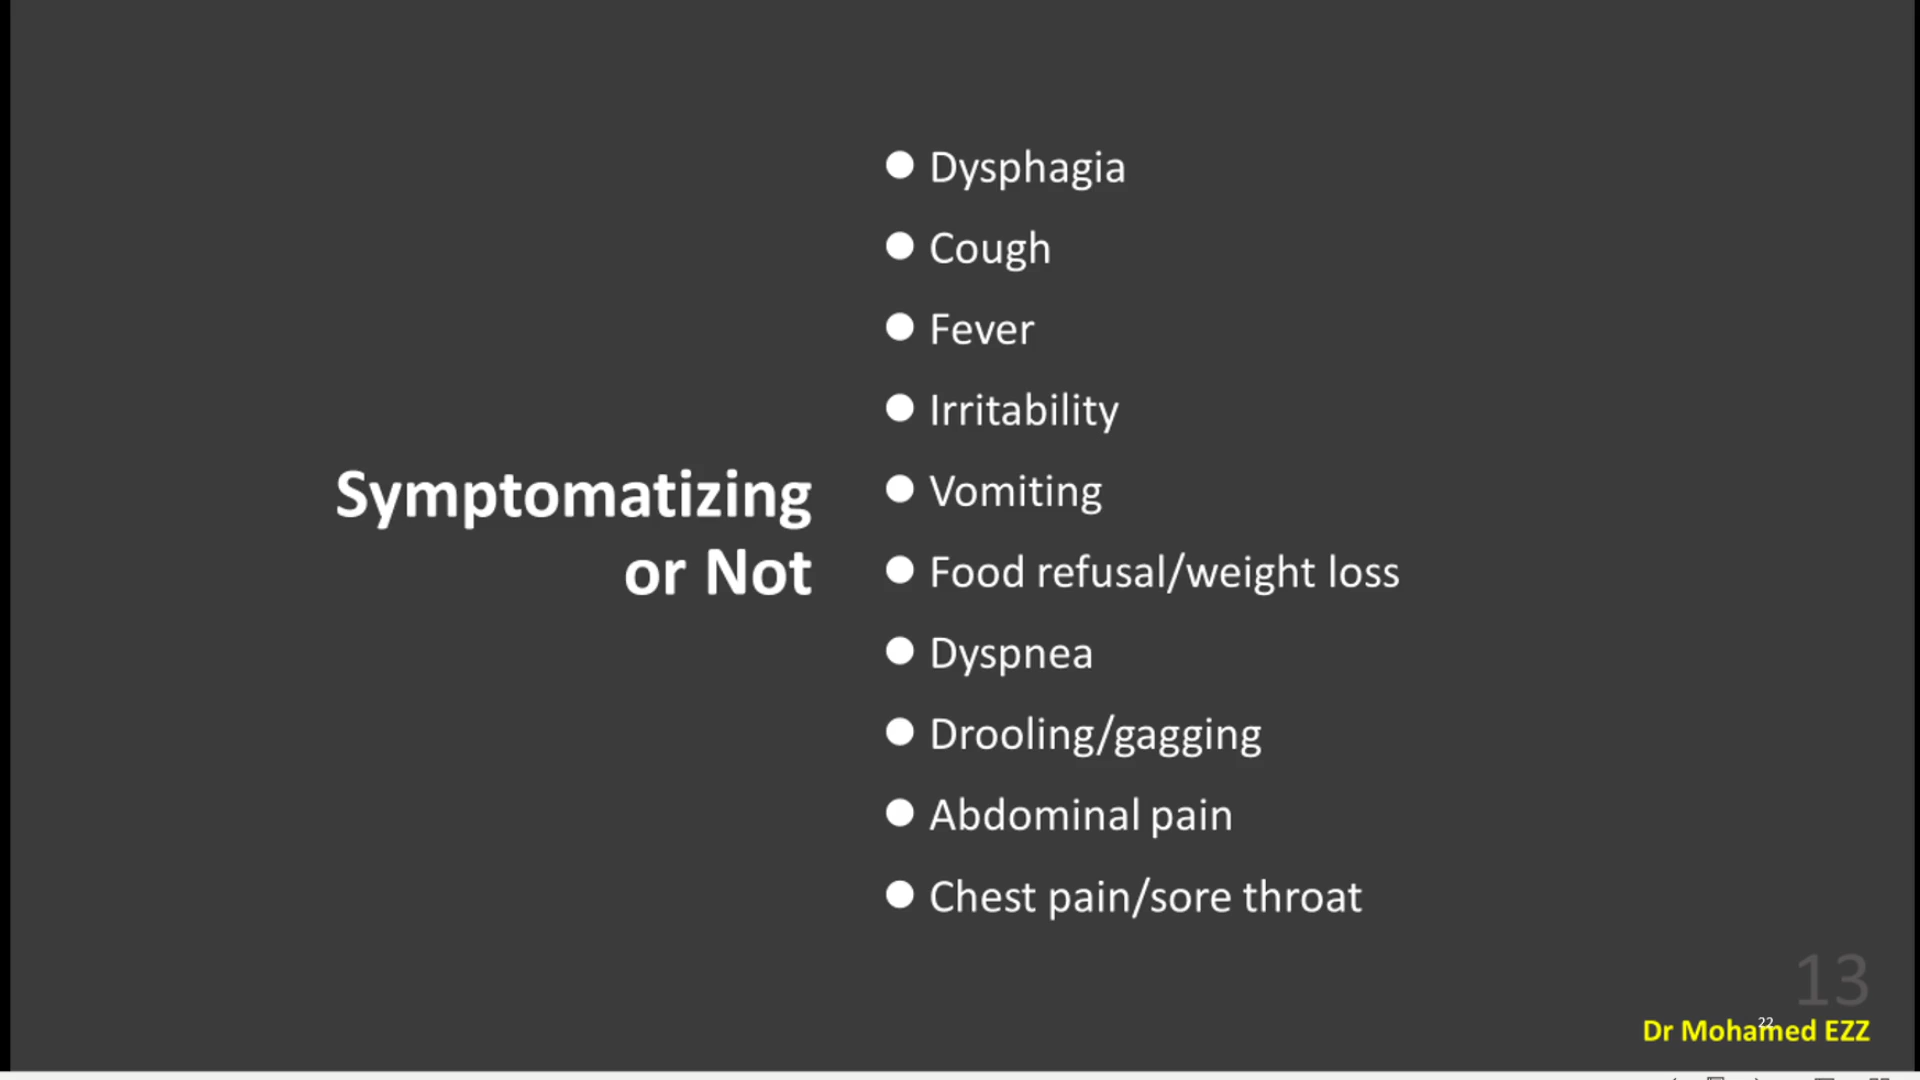 Symptomatizing
or Not
Dysphagia
Cough
Fever
Irritability
Vomiting
Food refusal/weight loss
Dyspnea
Drooling/gagging
Abdominal pain
Chest pain/sore throat
13
22
Dr Mohamed EZZ